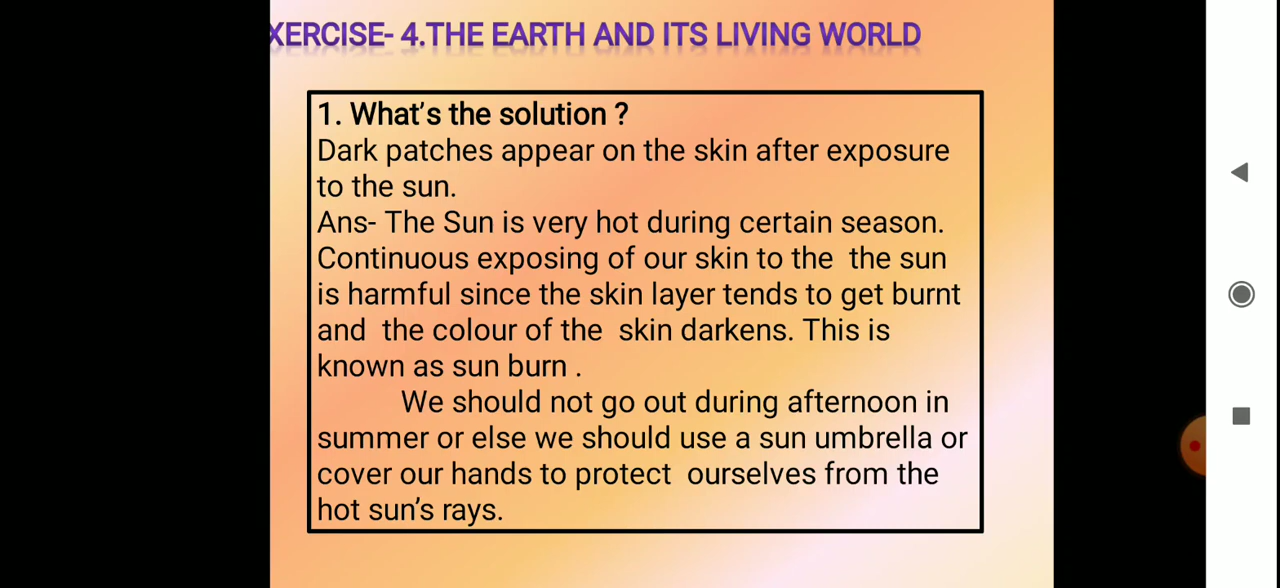 XERCISE- 4.THE EARTH AND ITS LIVING WORLD
1. What's the solution ?
Dark patches appear on the skin after exposure
to the sun.
Ans- The Sun is very hot during certain season.
Continuous exposing of our skin to the  the sun
is harmful since the skin layer tends to get burnt
and  the colour of the  skin darkens. This is
known as sun burn .
We should not go out during afternoon in
summer or else we should use a sun umbrella or
cover our hands to protect  ourselves from the
hot sun's rays.